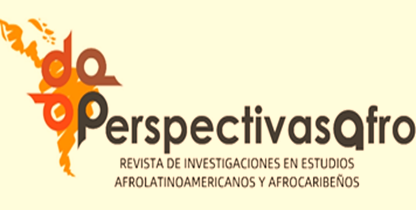 Perspectivasafro
REVISTA DE INVESTIGACIONES EN ESTUDIOS
AFROLATINOAMERICANOS Y AFROCARIBEÑOS